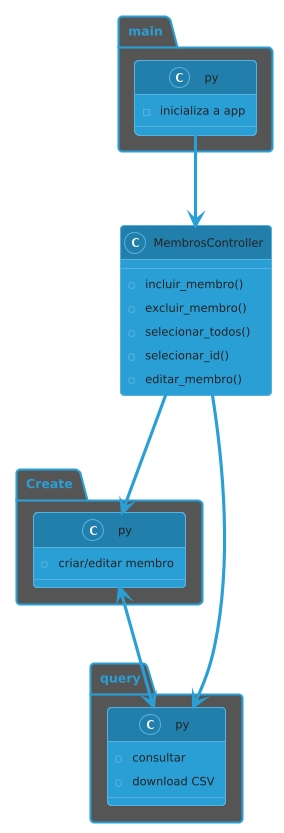 main
C py
inicializa a app
C MembrosController
incluir_membro()
excluir_membro()
selecionar_todos()
selecionar_id()
editar_membro()
Create
C py
criar/editar membro
query
C py
consultar
download CSV